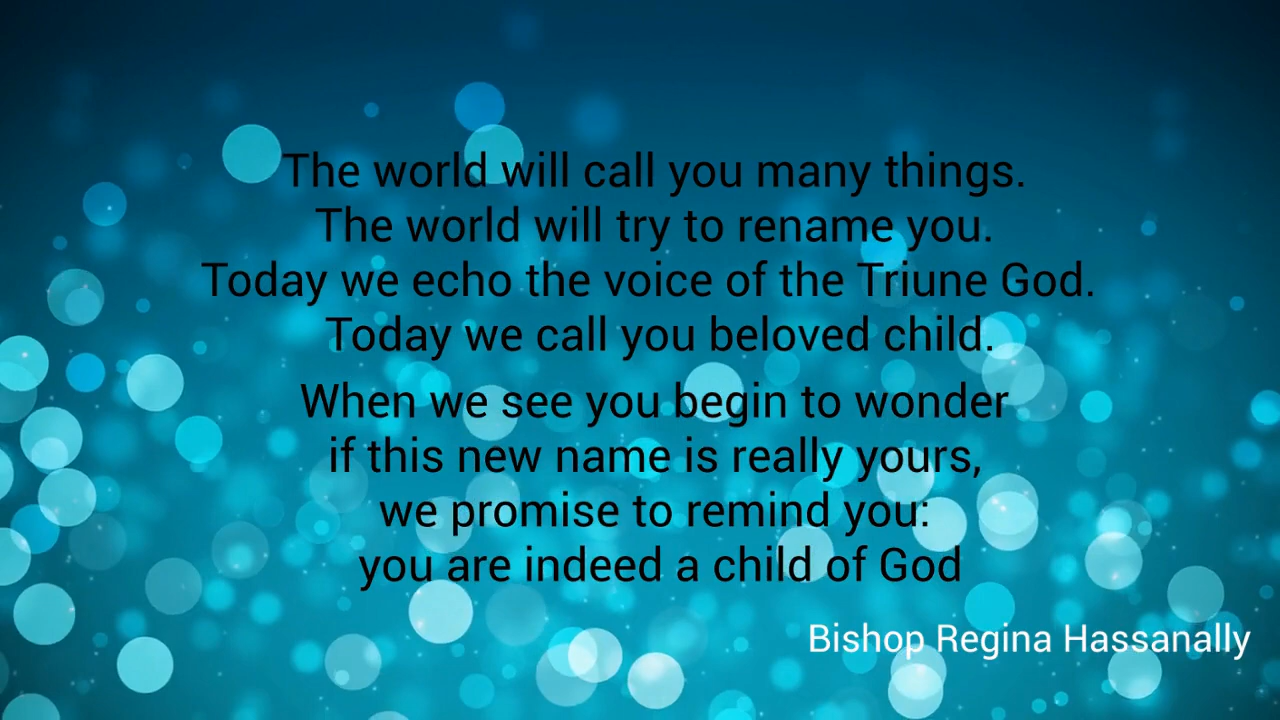 The world will call you many things.
The world will try to rename you.
Today we echo the voice of the Triune God.
Today we call you beloved child.
When we see you begin to wonder
if this new name is really yours,
we promise to remind you:
you are indeed a child of God
Bishop Regina Hassanally